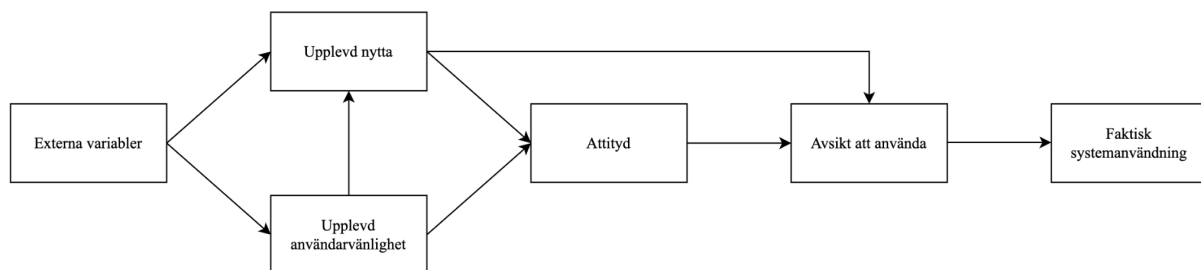 Upplevd nytta
Externa variabler
Attityd
Avsikt att använda
Faktisk
systemanvändning
Upplevd
användarvänlighet